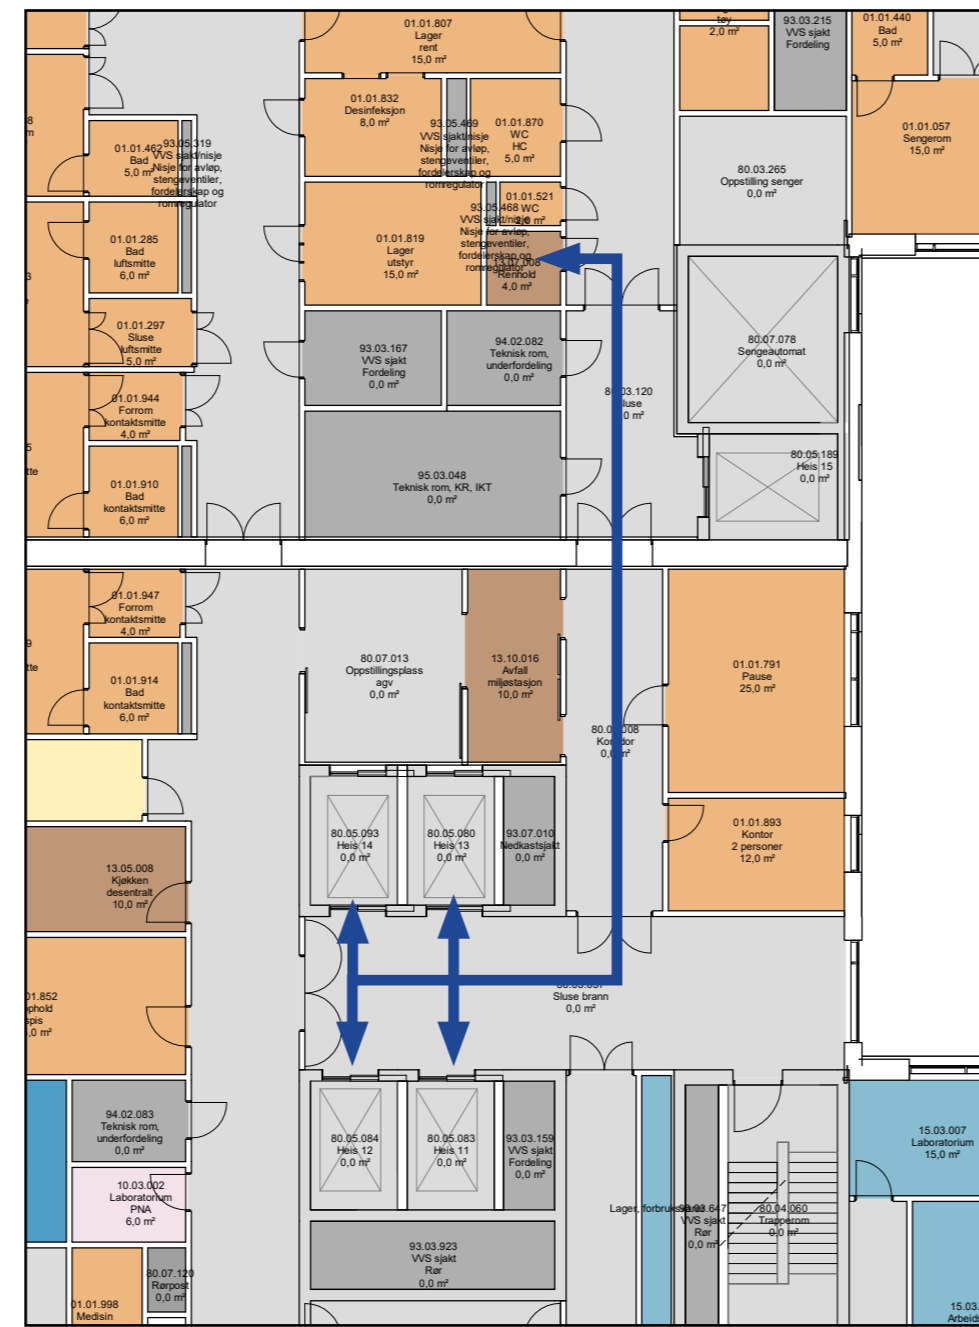 01.01.807
Lager
rent
15,0 m²
tøy
2,0 m²
93.03.215
VVS sjakt
Fordeling
01.01.440
Bad
5,0 m²
01.01.832
Desinfeksjon
8,0 m²
93.05.469
VVS sjakt/nisje
Nisje for avløp,
stengeventiler,
fordelerskap og
romregulator
01.01.870
WC
HC
5,0 m²
01.01.057
Sengerom
15,0 m²
01.01.462
Bad
5,0 m²
93.05.319
VVS sjakt/nisje
Nisje for avløp,
stengeventiler,
fordelerskap og
romregulator
80.03.265
Oppstilling senger
0,0 m²
01.01.521
WC
2,0 m²
93.05.468
VVS sjakt/nisje
Nisje for avløp,
stengeventiler,
fordelerskap og
romregulator
01.01.819
Lager
utstyr
15,0 m²
01.01.285
Bad
luftsmitte
6,0 m²
13.07.008
Renhold
4,0 m²
01.01.297
Sluse
luftsmitte
5,0 m²
93.03.167
VVS sjakt
Fordeling
0,0 m²
94.02.082
Teknisk rom,
underfordeling
0,0 m²
80.07.078
Sengeautomat
0,0 m²
01.01.944
Forrom
kontaktsmitte
4,0 m²
80.03.120
Sluse
0,0 m²
95.03.048
Teknisk rom, KR, IKT
0,0 m²
80.05.189
Heis 15
0,0 m²
01.01.910
Bad
kontaktsmitte
6,0 m²
01.01.947
Forrom
kontaktsmitte
4,0 m²
80.07.013
Oppstillingsplass
agv
0,0 m²
13.10.016
Avfall
miljøstasjon
10,0 m²
01.01.791
Pause
25,0 m²
01.01.914
Bad
kontaktsmitte
6,0 m²
Korridor
0,0 m²
80.05.093
Heis 14
0,0 m²
80.05.080
Heis 13
0,0 m²
93.07.010
Nedkastsjakt
0,0 m²
01.01.893
Kontor
2 personer
12,0 m²
13.05.008
Kjøkken
desentralt
10,0 m²
Sluse brann
0,0 m²
94.02.083
Teknisk rom,
underfordeling
0,0 m²
80.05.084
Heis 12
0,0 m²
80.05.083
Heis 11
0,0 m²
93.03.159
VVS sjakt
Fordeling
0,0 m²
15.03.007
Laboratorium
15,0 m²
10.03.002
Laboratorium
PNA
6,0 m²
VVS sjakt
Rør
0,0 m²
80.04.060
Trapperom
0,0 m²
93.03.923
VVS sjakt
Rør
0,0 m²
80.07.120
Rørpost
0,0 m²
01.01.998
Medisin